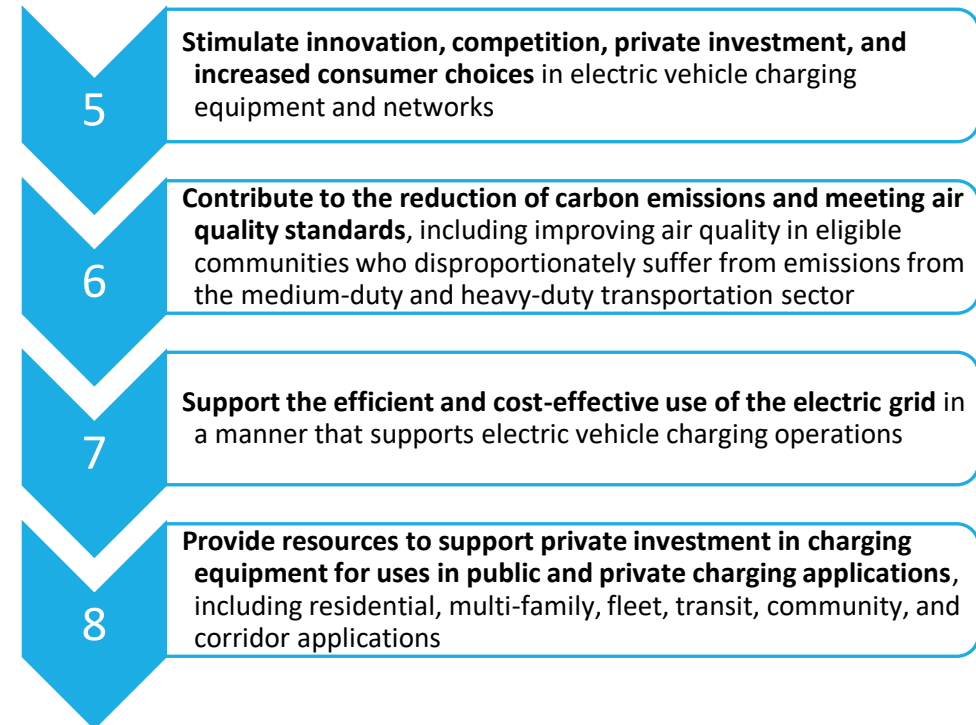 5
Stimulate innovation, competition, private investment, and
increased consumer choices in electric vehicle charging
equipment and networks
6
Contribute to the reduction of carbon emissions and meeting air
quality standards, including improving air quality in eligible
communities who disproportionately suffer from emissions from
the medium-duty and heavy-duty transportation sector
7
Support the efficient and cost-effective use of the electric grid in
a manner that supports electric vehicle charging operations
8
Provide resources to support private investment in charging
equipment for uses in public and private charging applications,
including residential, multi-family, fleet, transit, community, and
corridor applications